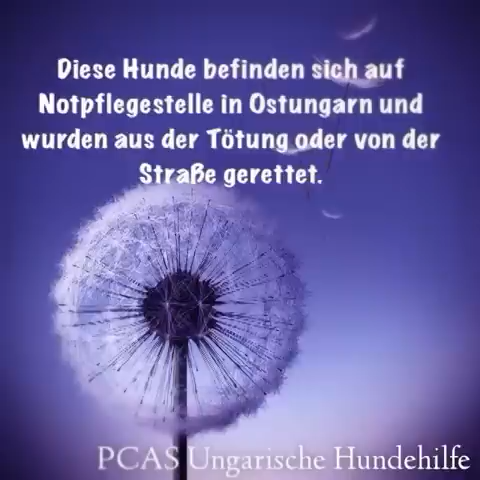 Diese Hunde befinden sich auf
Notpflegestelle in Ostungarn und
wurden aus der Tötung oder von der
Straße gerettet.
PCAS Ungarische Hundehilfe